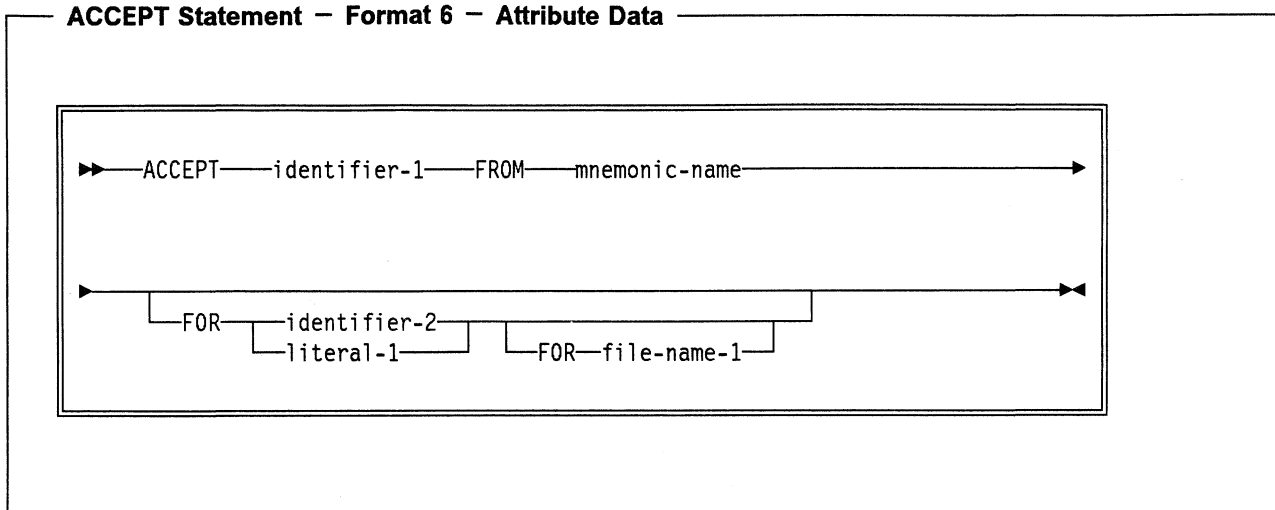 ACCEPT Statement — Format 6 — Attribute Data
ACCEPT identifier-1 FROM mnemonic-name
FOR identifier-2
literal-1 FOR file-name-1